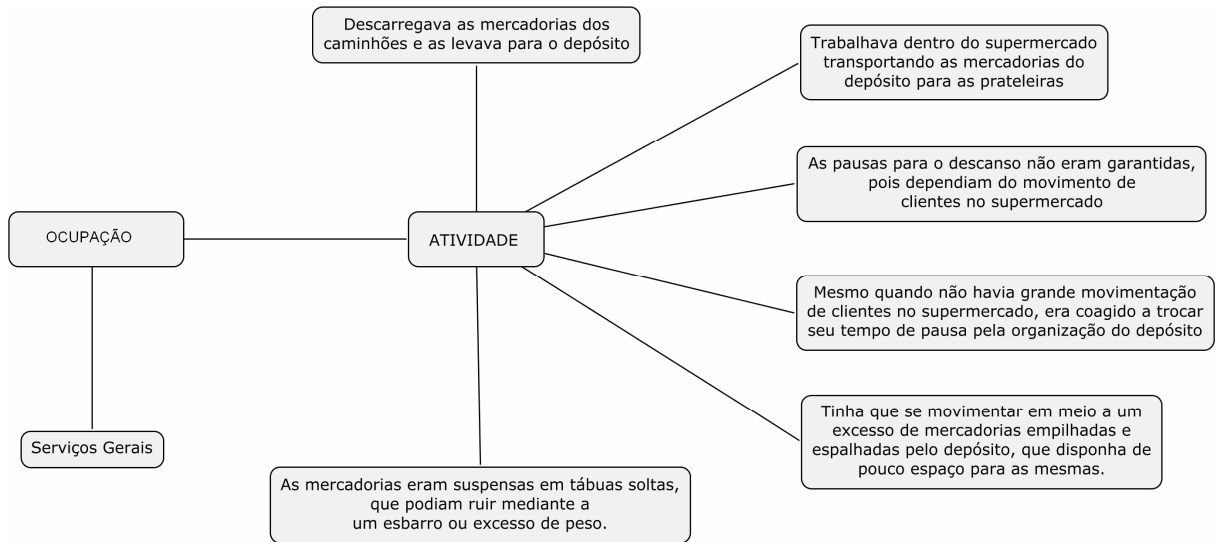 Descarregava as mercadorias dos
caminhões e as levava para o depósito
Trabalhava dentro do supermercado
transportando as mercadorias do
depósito para as prateleiras
As pausas para o descanso não eram garantidas,
pois dependiam do movimento de
clientes no supermercado
OCUPAÇÃO
ATIVIDADE
Mesmo quando não havia grande movimentação
de clientes no supermercado, era coagido a trocar
seu tempo de pausa pela organização do depósito
Tinha que se movimentar em meio a um
excesso de mercadorias empilhadas e
espalhadas pelo depósito, que disponha de
pouco espaço para as mesmas.
Serviços Gerais
As mercadorias eram suspensas em tábuas soltas,
que podiam ruir mediante a
um esbarro ou excesso de peso.